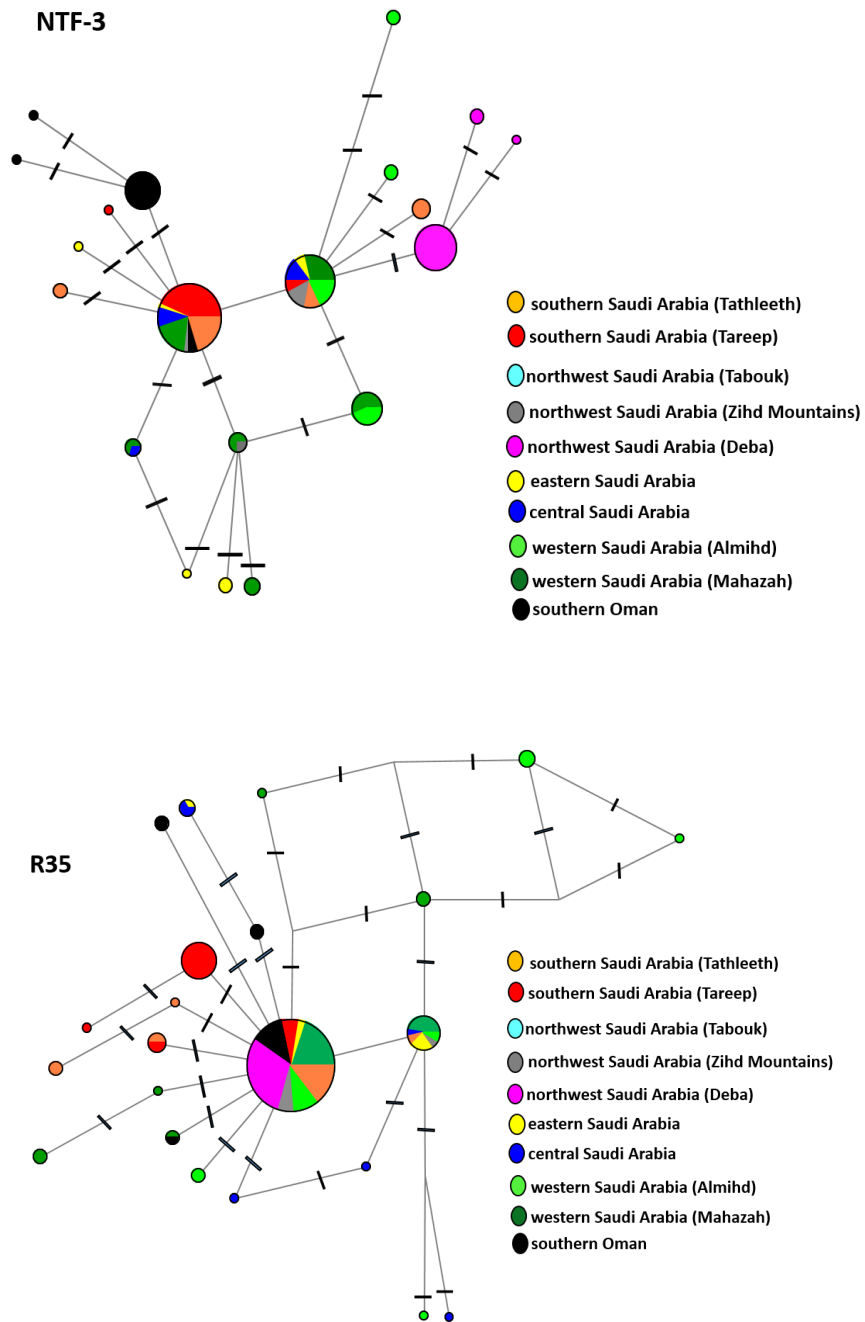 NTF-3
southern Saudi Arabia (Tathleeth)
southern Saudi Arabia (Tareep)
northwest Saudi Arabia (Tabouk)
northwest Saudi Arabia (Zihd Mountains)
northwest Saudi Arabia (Deba)
eastern Saudi Arabia
central Saudi Arabia
western Saudi Arabia (Almihd)
western Saudi Arabia (Mahazah)
southern Oman
R35
southern Saudi Arabia (Tathleeth)
southern Saudi Arabia (Tareep)
northwest Saudi Arabia (Tabouk)
northwest Saudi Arabia (Zihd Mountains)
northwest Saudi Arabia (Deba)
eastern Saudi Arabia
central Saudi Arabia
western Saudi Arabia (Almihd)
western Saudi Arabia (Mahazah)
southern Oman